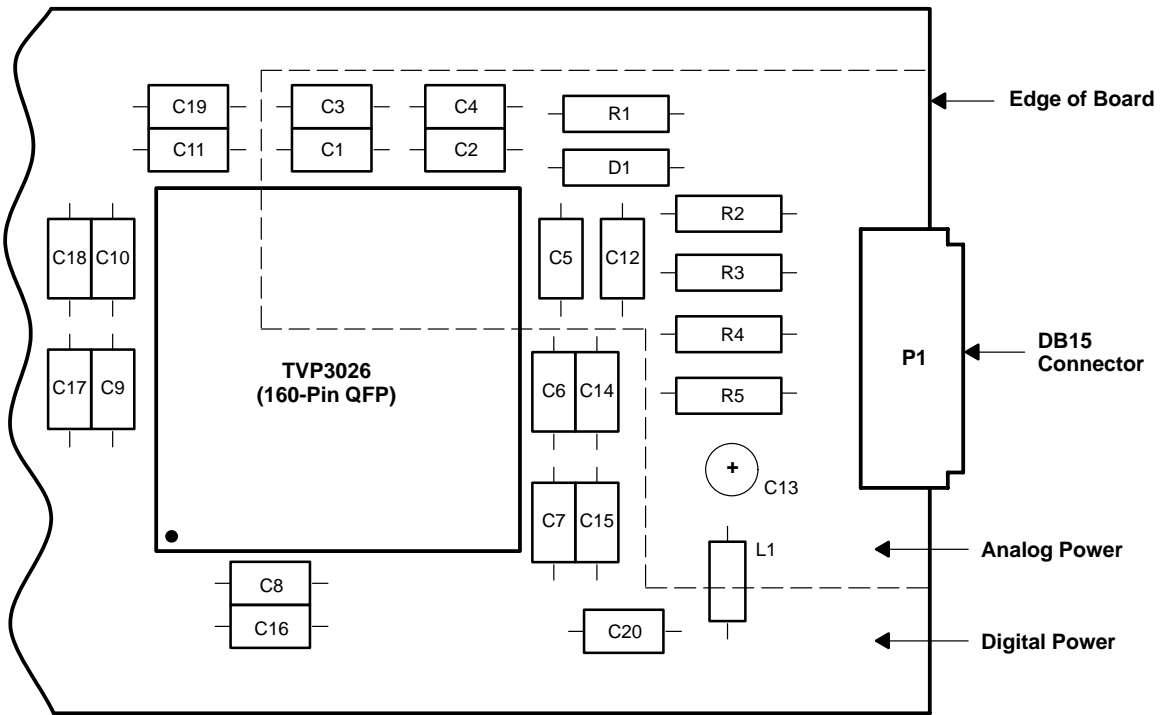 C19
C3
C4
Edge of Board
R1
C11
C1
C2
D1
R2
C18
C10
C5
C12
R3
R4
DB15
Connector
P1
TVP3026
(160-Pin QFP)
C17
C9
C6
C14
R5
+
C13
C7
C15
L1
Analog Power
C8
C16
C20
Digital Power